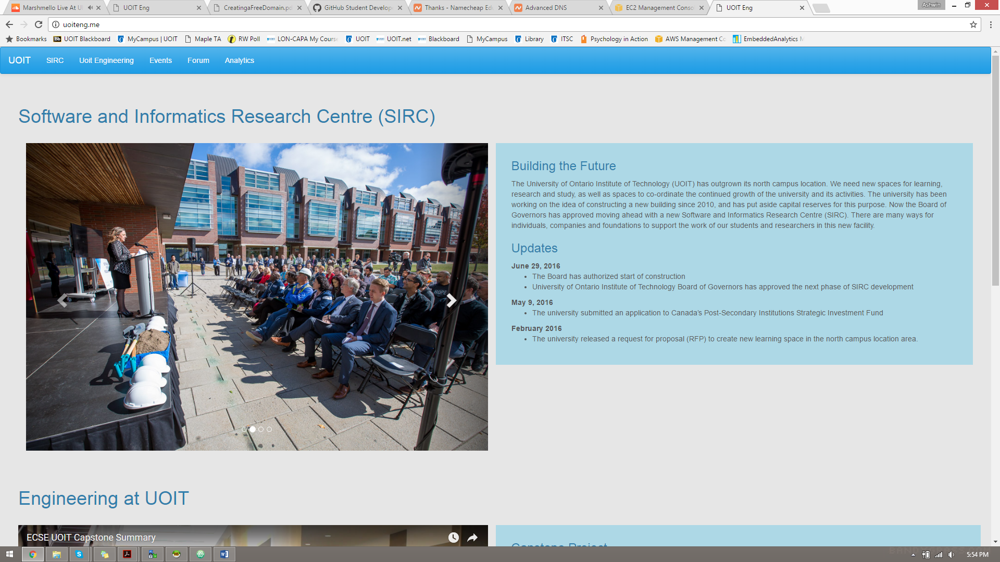 Marshmello Live At U
UOIT Eng
CreatingaFreeDomain.pd
GitHub Student Develop
Thanks - Namecheap Edu
Advanced DNS
EC2 Management Conso
UOIT Eng
Ashwin
uoiteng.me
Bookmarks
Bb UOIT Blackboard
MyCampus | UOIT
Maple TA
RW Poll
LON-CAPA My Course
UOIT
UOIT.net
Blackboard
MyCampus
Library
ITSC
Psychology in Action
AWS Management Co
EmbeddedAnalytics M
UOIT SIRC Uoit Engineering Events Forum Analytics
Software and Informatics Research Centre (SIRC)
HOPE
Building the Future
The University of Ontario Institute of Technology (UOIT) has outgrown its north campus location. We need new spaces for learning,
research and study, as well as spaces to co-ordinate the continued growth of the university and its activities. The university has been
working on the idea of constructing a new building since 2010, and has put aside capital reserves for this purpose. Now the Board of
Governors has approved moving ahead with a new Software and Informatics Research Centre (SIRC). There are many ways for
individuals, companies and foundations to support the work of our students and researchers in this new facility.
Updates
June 29, 2016
• The Board has authorized start of construction
• University of Ontario Institute of Technology Board of Governors has approved the next phase of SIRC development
May 9, 2016
• The university submitted an application to Canada's Post-Secondary Institutions Strategic Investment Fund
February 2016
• The university released a request for proposal (RFP) to create new learning space in the north campus location area.
Engineering at UOIT
ECSE UOIT Capstone Summary
Capstone Project
5:54 PM